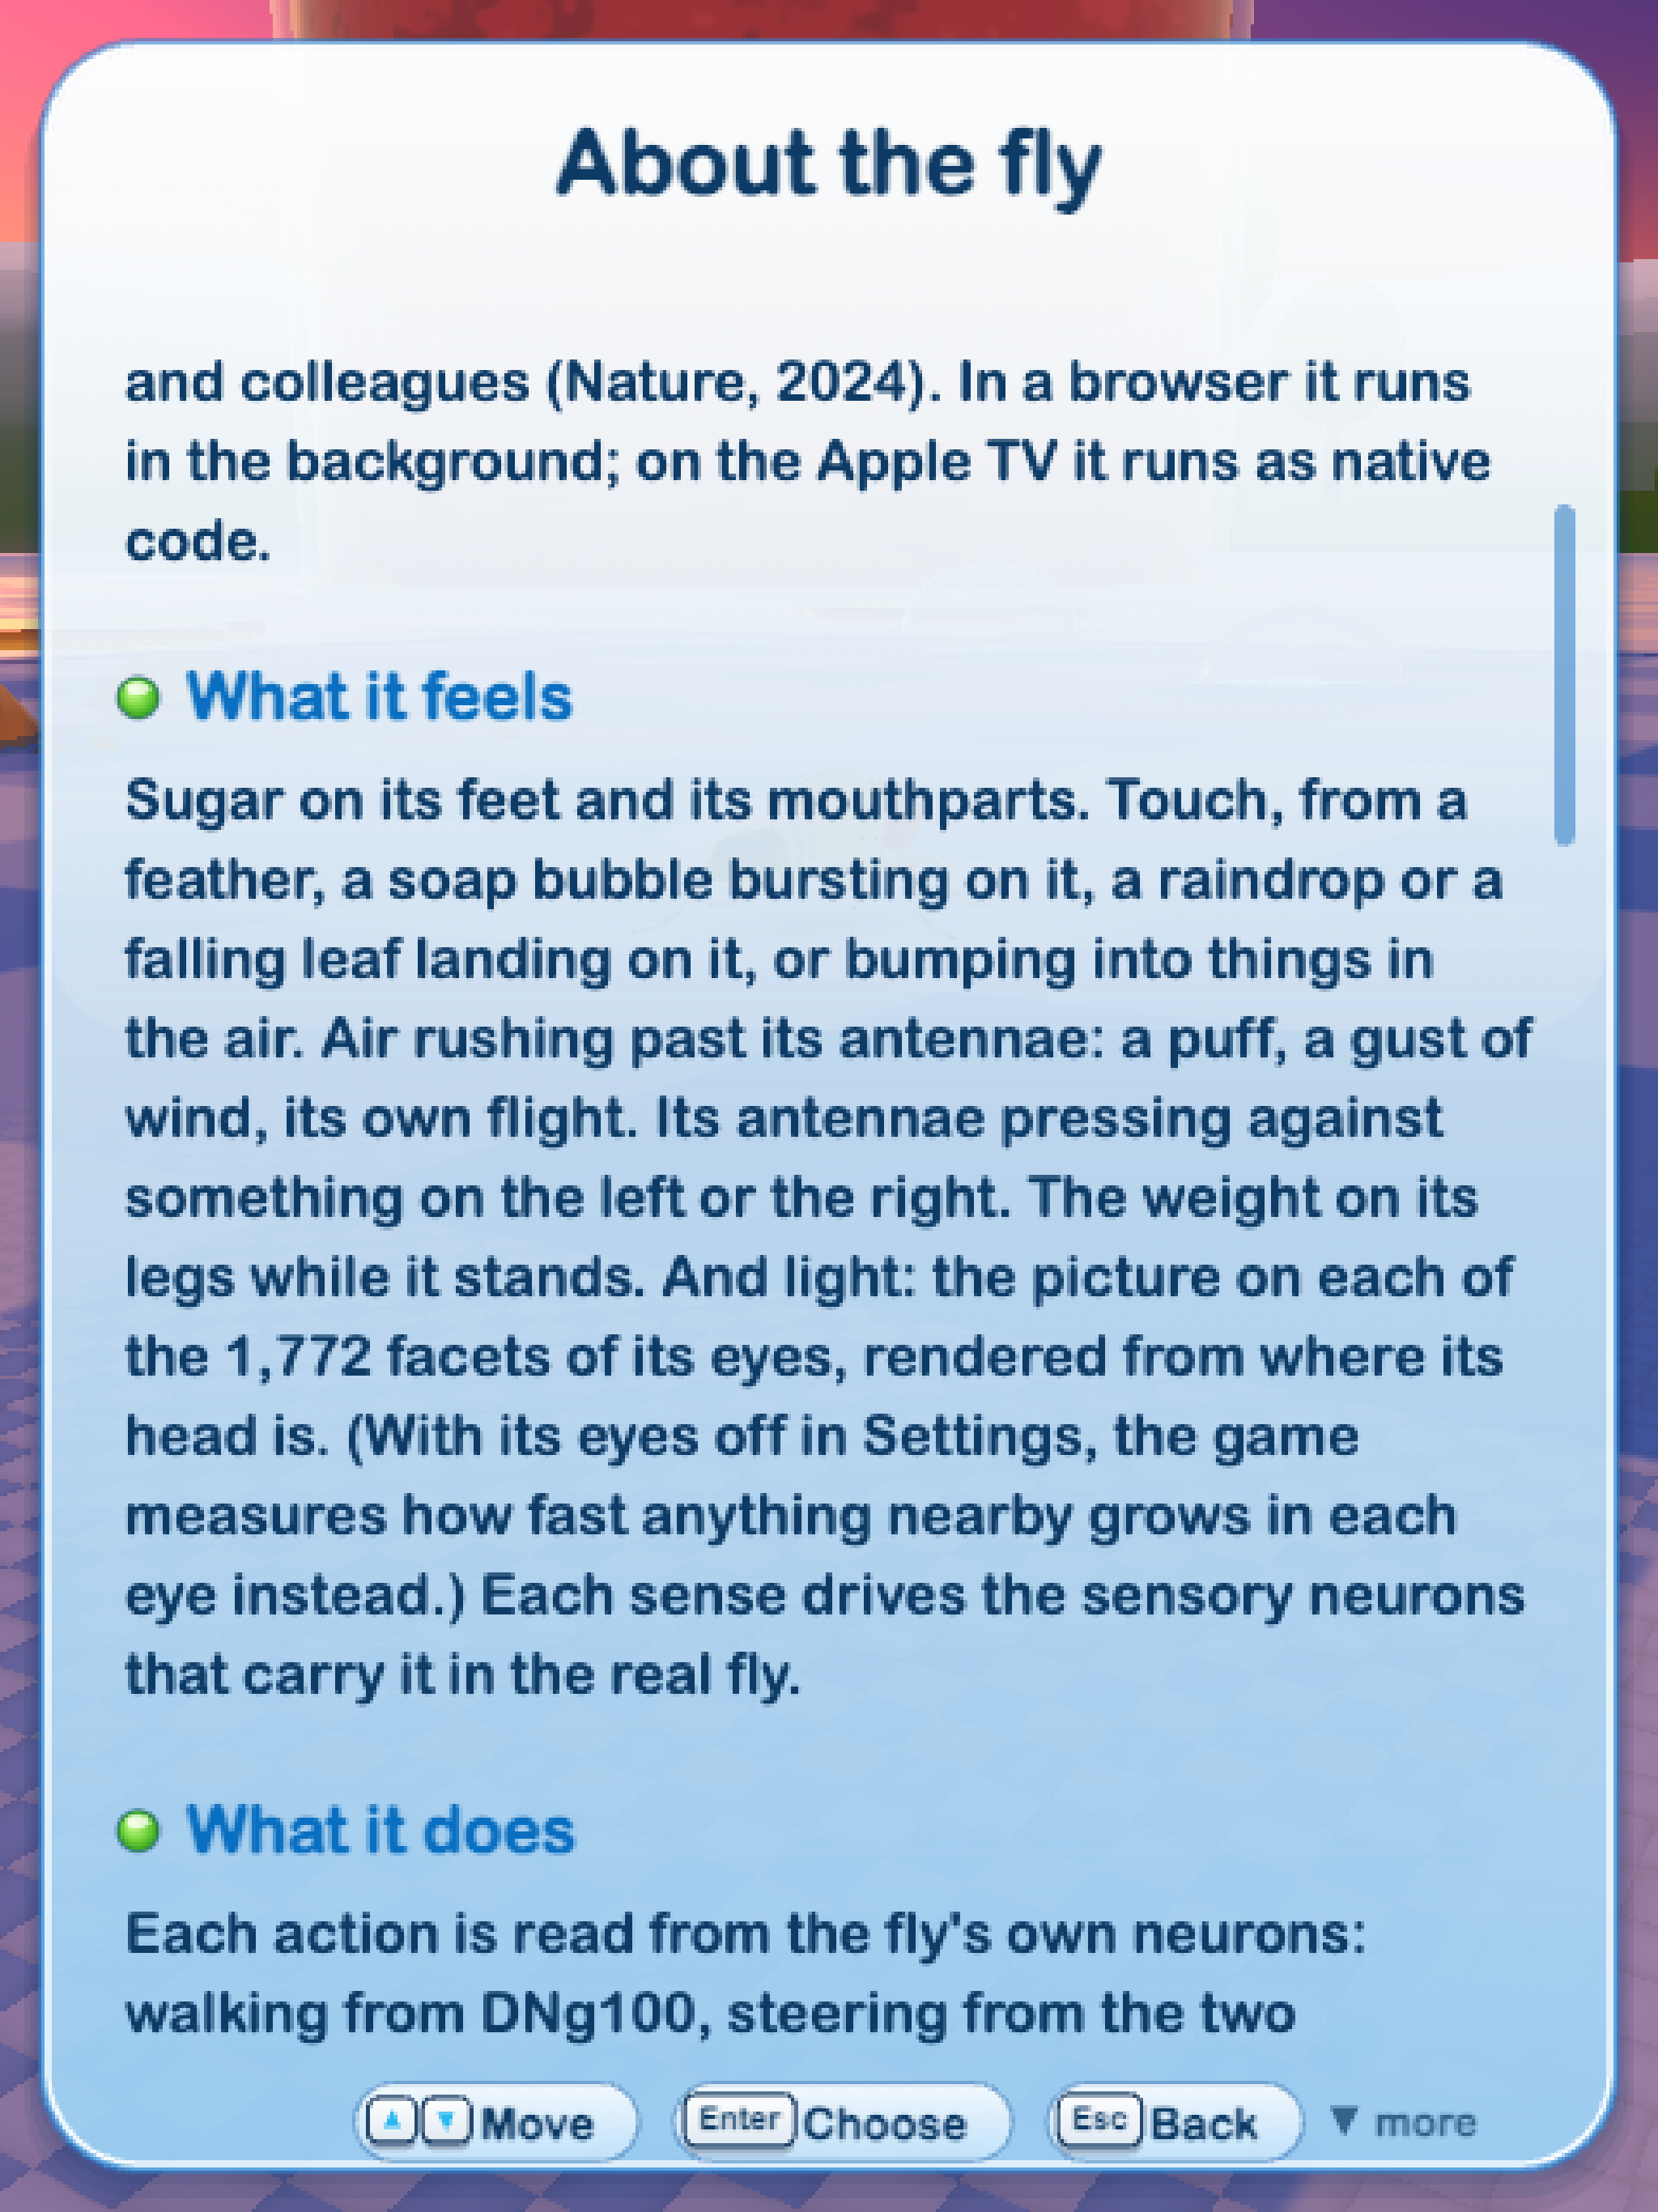 About the fly
and colleagues (Nature, 2024). In a browser it runs
in the background; on the Apple TV it runs as native
code.
What it feels
Sugar on its feet and its mouthparts. Touch, from a
feather, a soap bubble bursting on it, a raindrop or a
falling leaf landing on it, or bumping into things in
the air. Air rushing past its antennae: a puff, a gust of
wind, its own flight. Its antennae pressing against
something on the left or the right. The weight on its
legs while it stands. And light: the picture on each of
the 1,772 facets of its eyes, rendered from where its
head is. (With its eyes off in Settings, the game
measures how fast anything nearby grows in each
eye instead.) Each sense drives the sensory neurons
that carry it in the real fly.
What it does
Each action is read from the fly's own neurons:
walking from DNg100, steering from the two
▲ ▼ Move Enter Choose Esc Back ▼ more